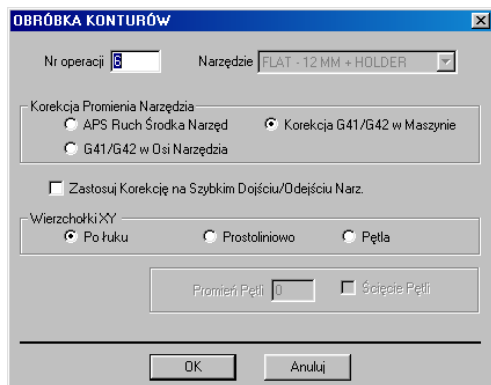 OBRÓBKA KONTURÓW
Nr operacji 6 Narzędzie FLAT - 12 MM + HOLDER
Korekcja Promienia Narzędzia
APS Ruch Środka Narzęd Korekcja G41/G42 w Maszynie
G41/G42 w Osi Narzędzia
Zastosuj Korekcję na Szybkim Dojściu/Odejściu Narz.
Wierzchołki XY
Po łuku Prostoliniowo Pętla
Promień Pętli 0 Ścięcie Pętli
OK Anuluj